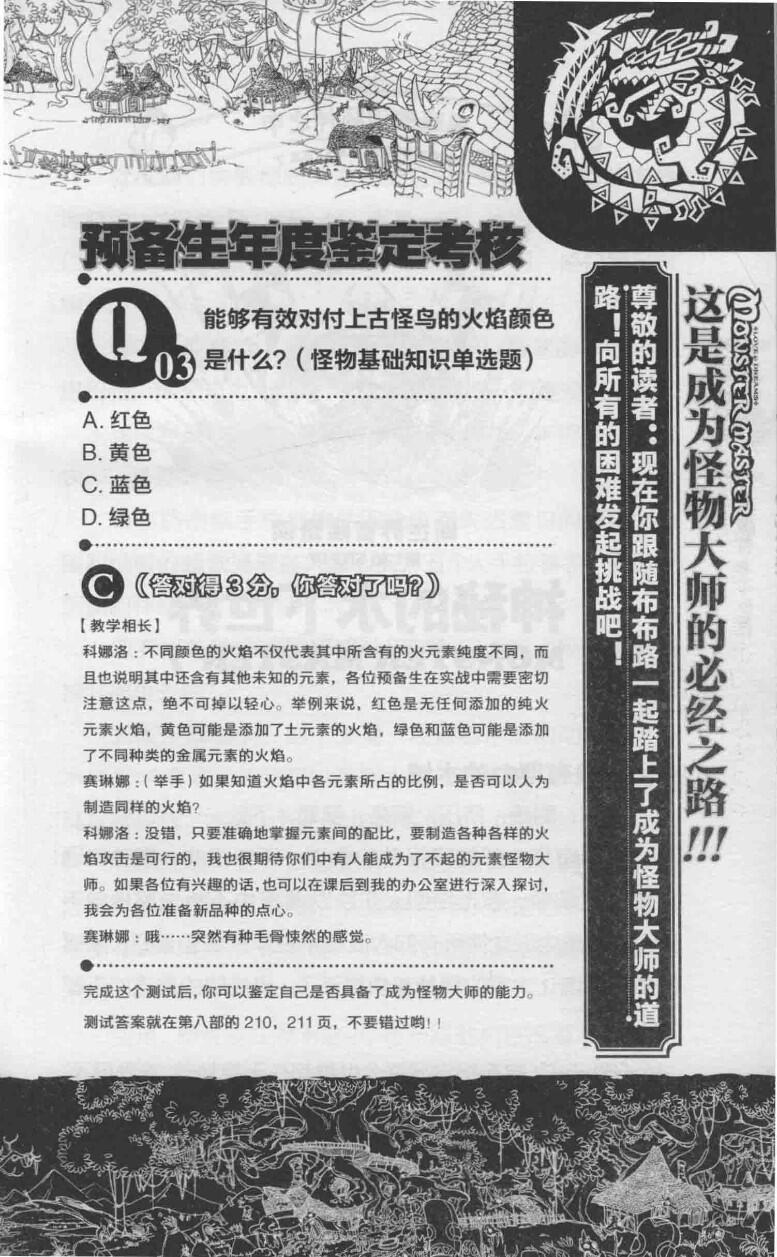 预备生年度鉴定考核
Q03
能够有效对付上古怪鸟的火焰颜色
是什么？（怪物基础知识单选题）
A. 红色
B. 黄色
C. 蓝色
D. 绿色
C（答对得3分，你答对了吗？）
【教学相长】
科娜洛：不同颜色的火焰不仅代表其中所含有的火元素纯度不同，而
且也说明其中还含有其他未知的元素，各位预备生在实战中需要密切
注意这点，绝不可掉以轻心。举例来说，红色是无任何添加的纯火
元素火焰，黄色可能是添加了土元素的火焰，绿色和蓝色可能是添加
了不同种类的金属元素的火焰。
赛琳娜：（举手）如果知道火焰中各元素所占的比例，是否可以人为
制造同样的火焰？
科娜洛：没错，只要准确地掌握元素间的配比，要制造各种各样的火
焰攻击是可行的，我也很期待你们中有人能成为了不起的元素怪物大
师。如果各位有兴趣的话，也可以在课后到我的办公室进行深入探讨，
我会为各位准备新品种的点心。
赛琳娜：哦……突然有种毛骨悚然的感觉。
完成这个测试后，你可以鉴定自己是否具备了成为怪物大师的能力。
测试答案就在第八部的210，211页，不要错过哟！！
MONSTER MASTER
这是成为怪物大师的必经之路!!!
尊敬的读者：现在你跟随布布路一起踏上了成为怪物大师的道
路！向所有的困难发起挑战吧！